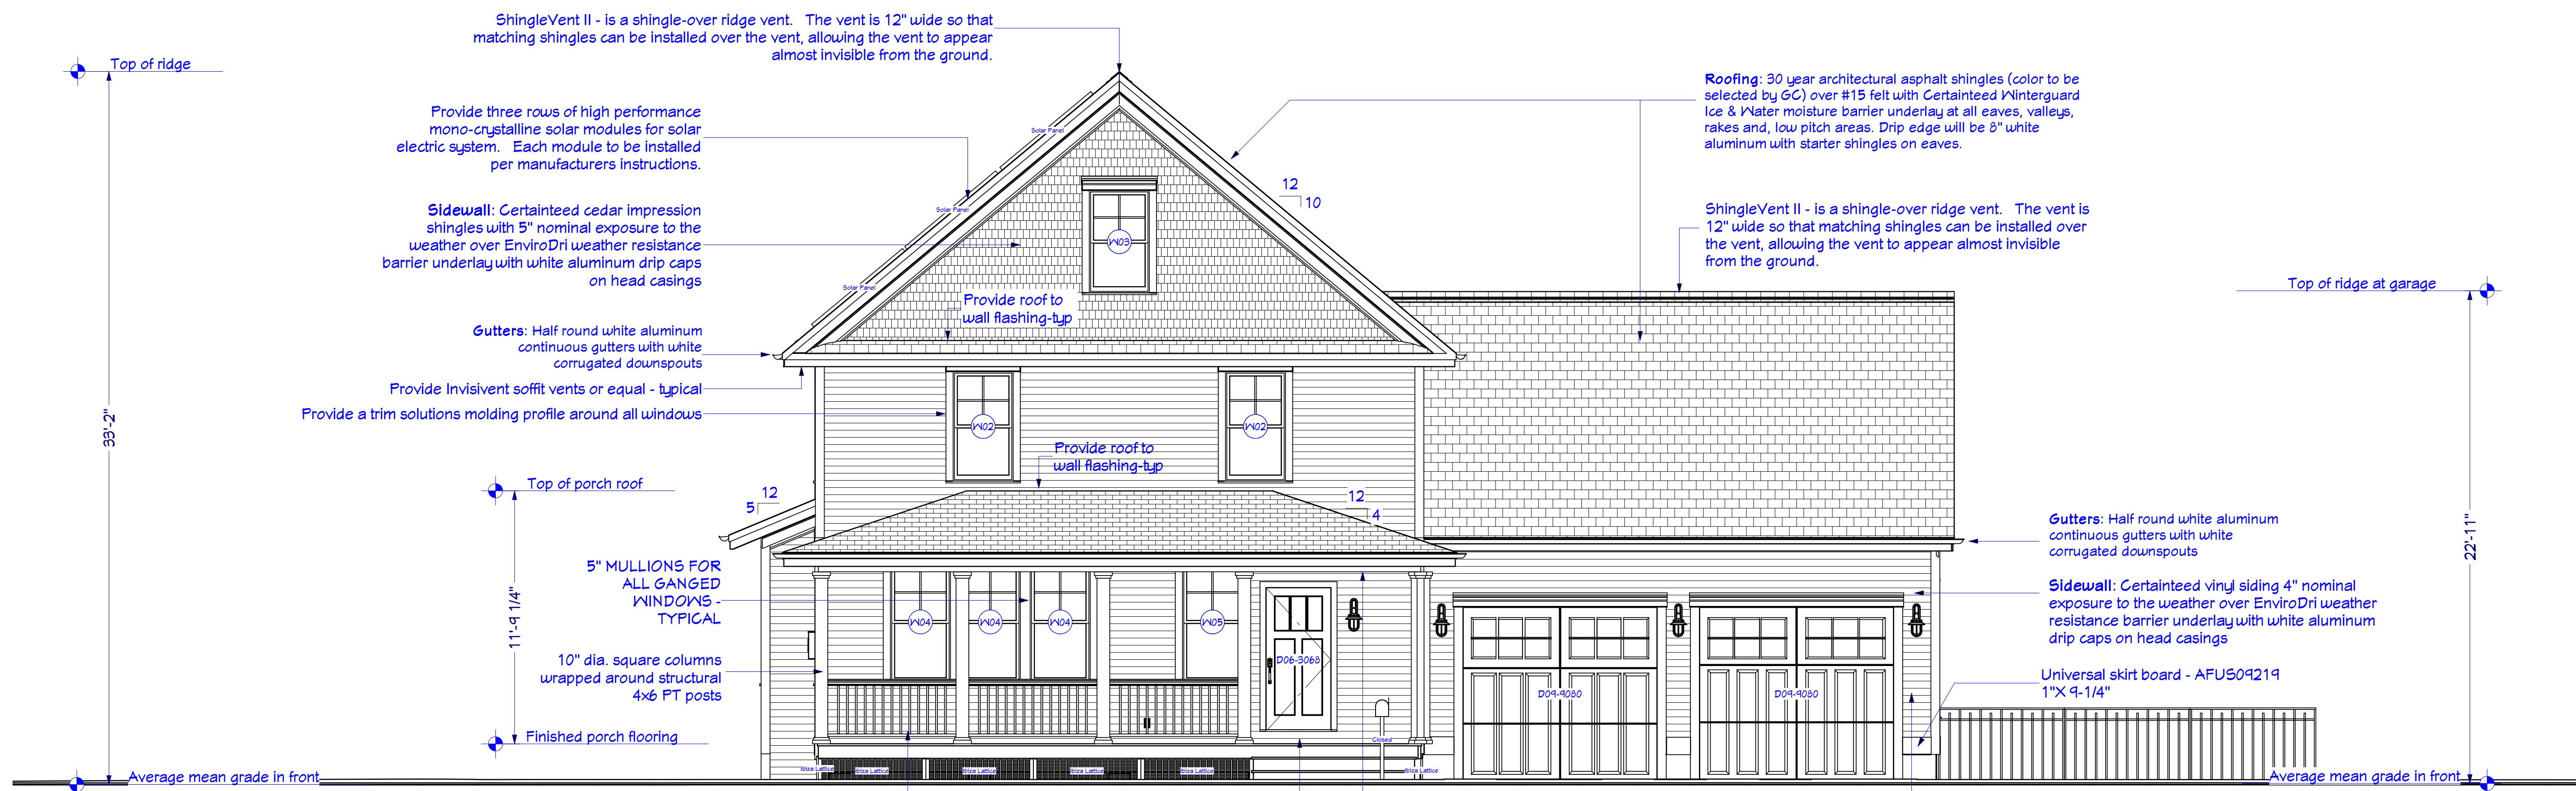 ShingleVent II - is a shingle-over ridge vent. The vent is 12" wide so that
matching shingles can be installed over the vent, allowing the vent to appear
almost invisible from the ground.
Top of ridge
33'-2"
Average mean grade in front
Provide three rows of high performance
mono-crystalline solar modules for solar
electric system. Each module to be installed
per manufacturers instructions.
Sidewall: Certainteed cedar impression
shingles with 5" nominal exposure to the
weather over EnviroDri weather resistance
barrier underlay with white aluminum drip caps
on head casings
Gutters: Half round white aluminum
continuous gutters with white
corrugated downspouts
Provide Invisivent soffit vents or equal - typical
Provide a trim solutions molding profile around all windows
Top of porch roof
11'-9 1/4"
Finished porch flooring
12
5
5" MULLIONS FOR
ALL GANGED
WINDOWS -
TYPICAL
10" dia. square columns
wrapped around structural
4x6 PT posts
Solar Panel
Solar Panel
Solar Panel
W03
12
10
Provide roof to
wall flashing-typ
W02
W02
Provide roof to
wall flashing-typ
12
4
W04
W04
W04
W05
D06-3068
D09-9080
D09-9080
Closed
Ibiza Lattice
Ibiza Lattice
Ibiza Lattice
Ibiza Lattice
Ibiza Lattice
Ibiza Lattice
Roofing: 30 year architectural asphalt shingles (color to be
selected by GC) over #15 felt with Certainteed Winterguard
Ice & Water moisture barrier underlay at all eaves, valleys,
rakes and, low pitch areas. Drip edge will be 8" white
aluminum with starter shingles on eaves.
ShingleVent II - is a shingle-over ridge vent. The vent is
12" wide so that matching shingles can be installed over
the vent, allowing the vent to appear almost invisible
from the ground.
Top of ridge at garage
22'-11"
Gutters: Half round white aluminum
continuous gutters with white
corrugated downspouts
Sidewall: Certainteed vinyl siding 4" nominal
exposure to the weather over EnviroDri weather
resistance barrier underlay with white aluminum
drip caps on head casings
Universal skirt board - AFUS09219
1"X 9-1/4"
Average mean grade in front